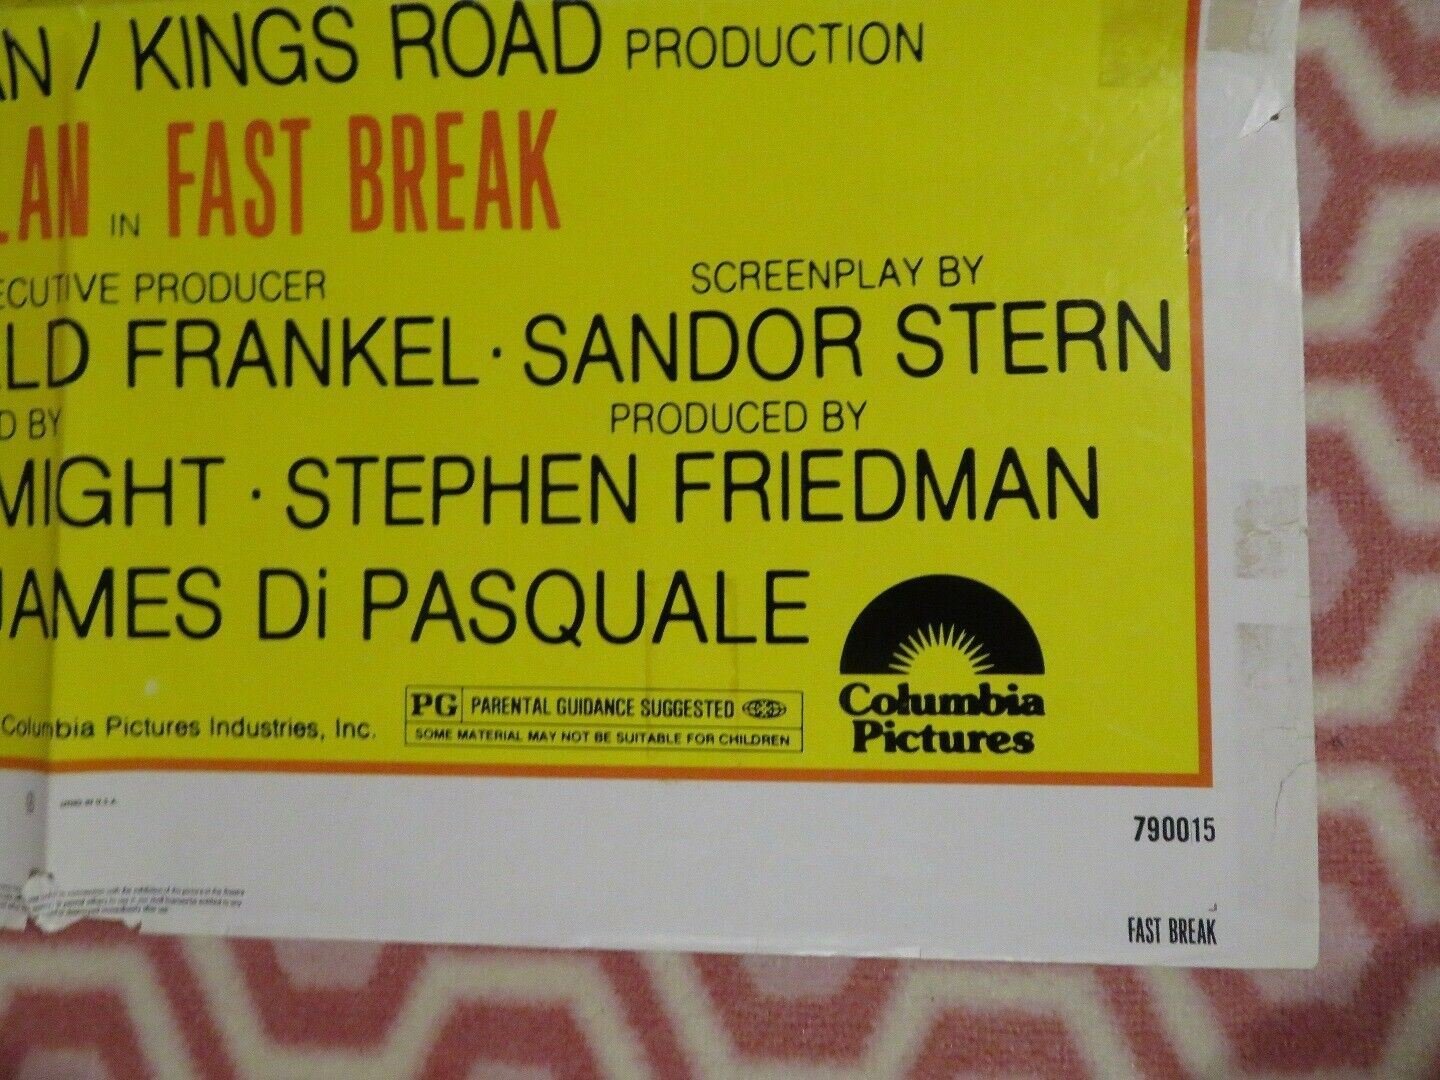 AN / KINGS ROAD PRODUCTION
LAN IN FAST BREAK
ECUTIVE PRODUCER
SCREENPLAY BY
LD FRANKEL · SANDOR STERN
D BY
PRODUCED BY
MIGHT · STEPHEN FRIEDMAN
JAMES Di PASQUALE
Columbia Pictures Industries, Inc.
PG PARENTAL GUIDANCE SUGGESTED
SOME MATERIAL MAY NOT BE SUITABLE FOR CHILDREN
Columbia
Pictures
790015
FAST BREAK